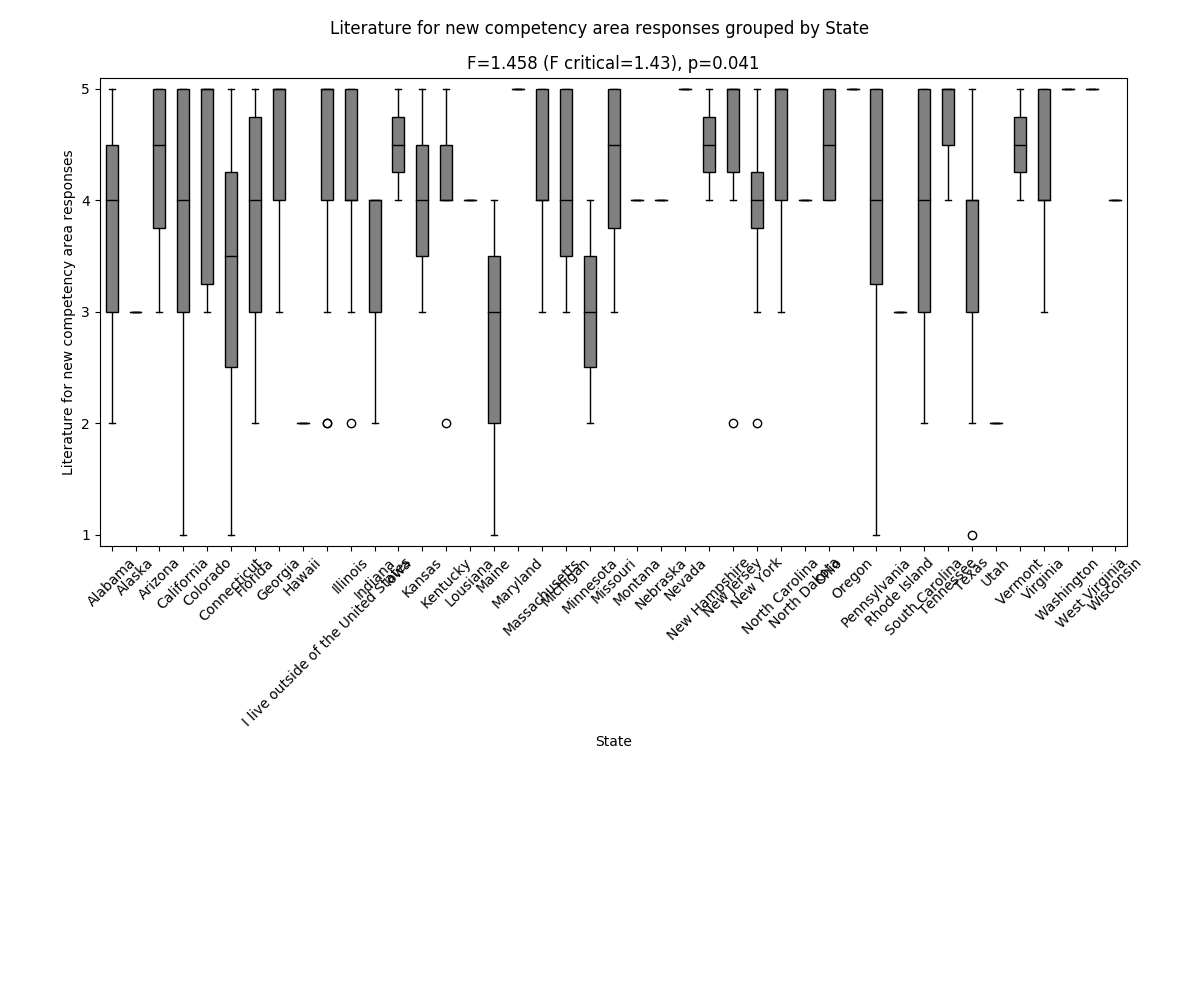 Literature for new competency area responses grouped by State
F=1.458 (F critical=1.43), p=0.041
Literature for new competency area responses
5
4
3
2
1
Alabama
Alaska
Arizona
California
Colorado
Connecticut
Florida
Georgia
Hawaii
I live outside of the United States
Illinois
Indiana
Iowa
Kansas
Kentucky
Lousiana
Maine
Maryland
Massachusetts
Michigan
Minnesota
Missouri
Montana
Nebraska
Nevada
New Hampshire
New Jersey
New York
North Carolina
North Dakota
Ohio
Oregon
Pennsylvania
Rhode Island
South Carolina
Tennessee
Texas
Utah
Vermont
Virginia
Washington
West Virginia
Wisconsin
State